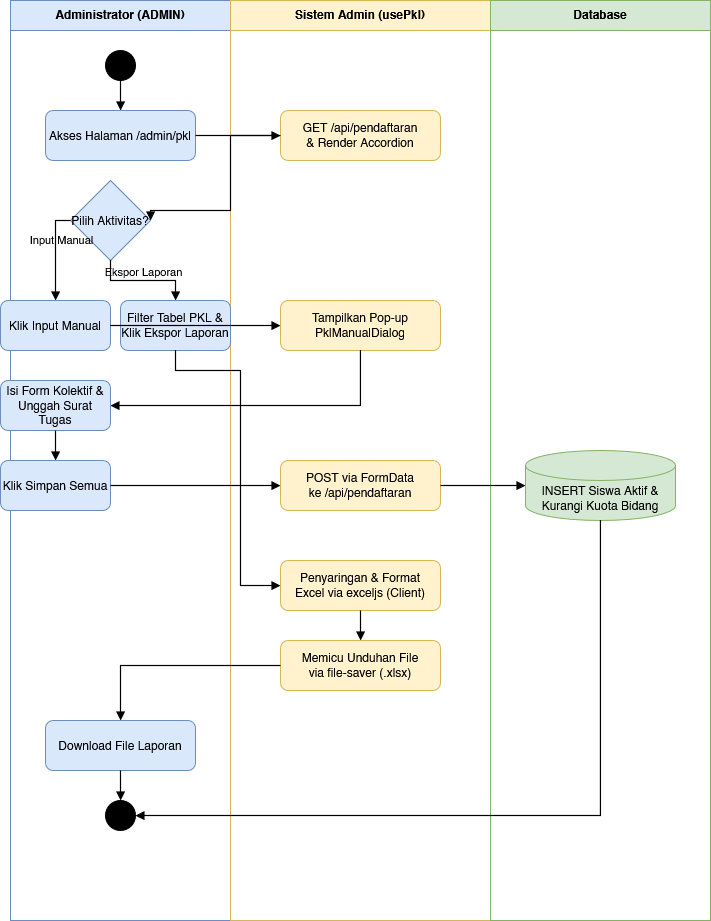 Administrator (ADMIN)
Sistem Admin (usePkl)
Database
Akses Halaman /admin/pkl
GET /api/pendaftaran
& Render Accordion
Pilih Aktivitas?
Input Manual
Ekspor Laporan
Klik Input Manual
Filter Tabel PKL &
Klik Ekspor Laporan
Tampilkan Pop-up
PklManualDialog
Isi Form Kolektif &
Unggah Surat
Tugas
Klik Simpan Semua
POST via FormData
ke /api/pendaftaran
INSERT Siswa Aktif &
Kurangi Kuota Bidang
Penyaringan & Format
Excel via exceljs (Client)
Memicu Unduhan File
via file-saver (.xlsx)
Download File Laporan